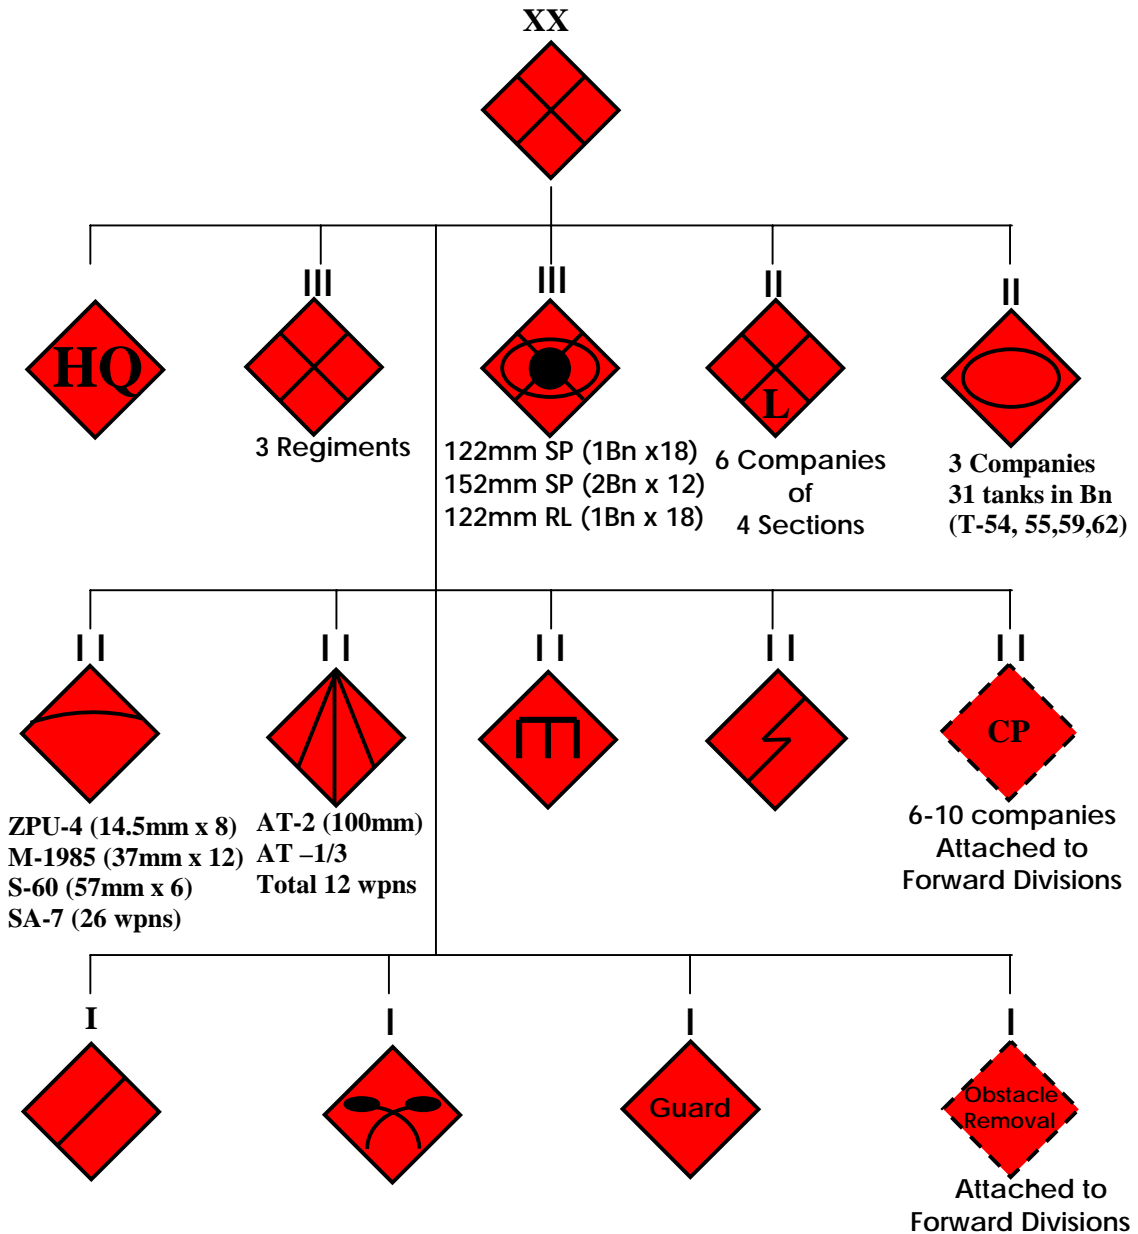 XX
III
III
II
II
HQ
L
3 Regiments
122mm SP (1Bn x18)
152mm SP (2Bn x 12)
122mm RL (1Bn x 18)
6 Companies
of
4 Sections
3 Companies
31 tanks in Bn
(T-54, 55,59,62)
I I
I I
I I
I I
I I
CP
ZPU-4 (14.5mm x 8)
M-1985 (37mm x 12)
S-60 (57mm x 6)
SA-7 (26 wpns)
AT-2 (100mm)
AT –1/3
Total 12 wpns
6-10 companies
Attached to
Forward Divisions
I
I
I
I
Guard
Obstacle
Removal
Attached to
Forward Divisions